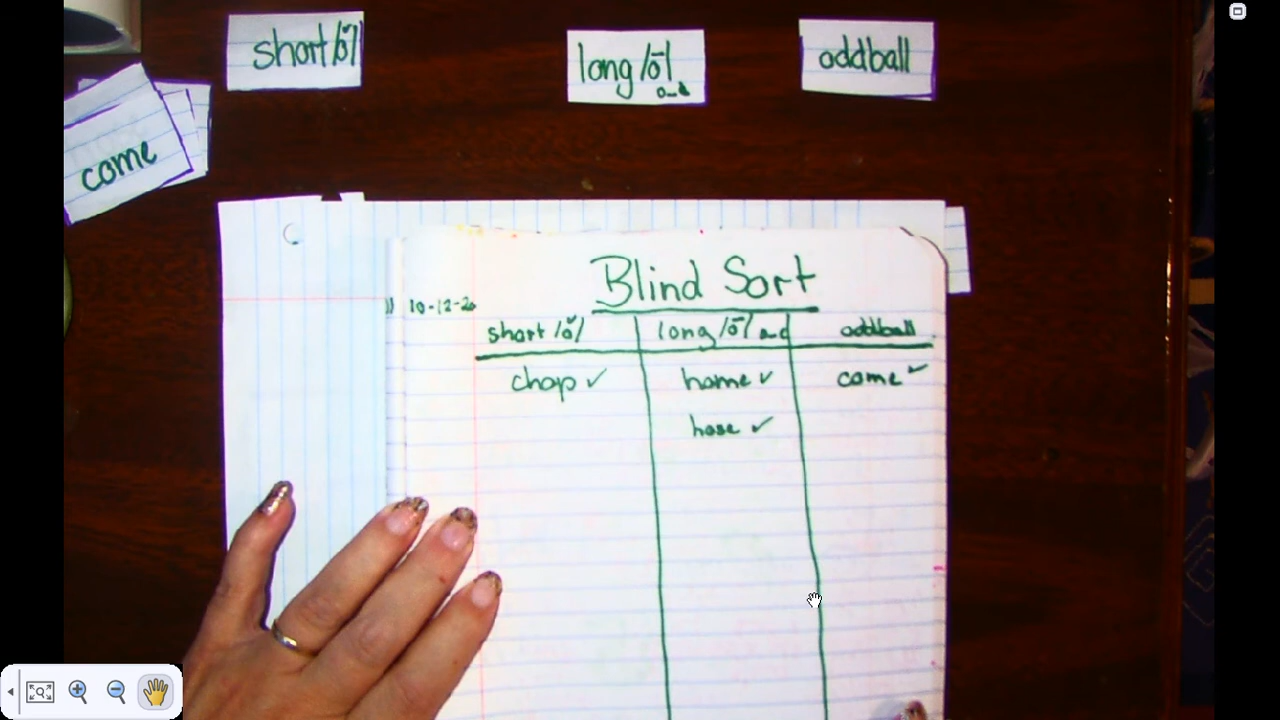 short /ŏ/
long /ō/
oddball
come
Blind Sort
10-12-20
short /ŏ/ long /ō/ oddball
chop ✓ home ✓ come ✓
hose ✓